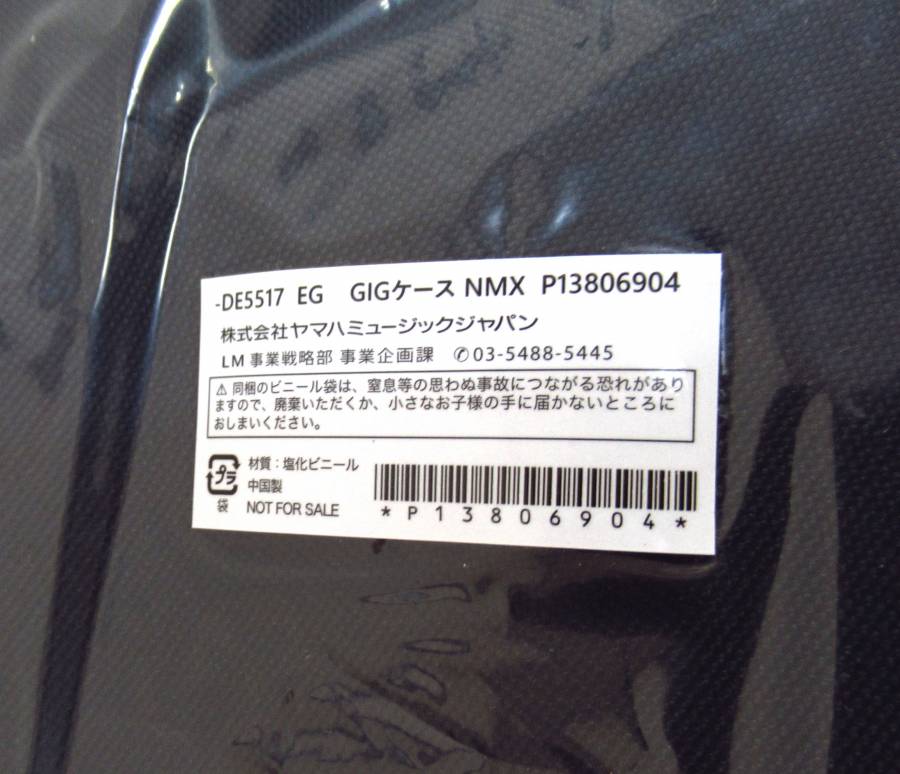 -DE5517 EG GIGケース NMX P13806904
株式会社ヤマハミュージックジャパン
LM 事業戦略部 事業企画課 ✆03-5488-5445
⚠ 同梱のビニール袋は、窒息等の思わぬ事故につながる恐れがあり
ますので、廃棄いただくか、小さなお子様の手に届かないところに
おしまいください。
プラ
袋
材質:塩化ビニール
中国製
NOT FOR SALE
*P13806904*